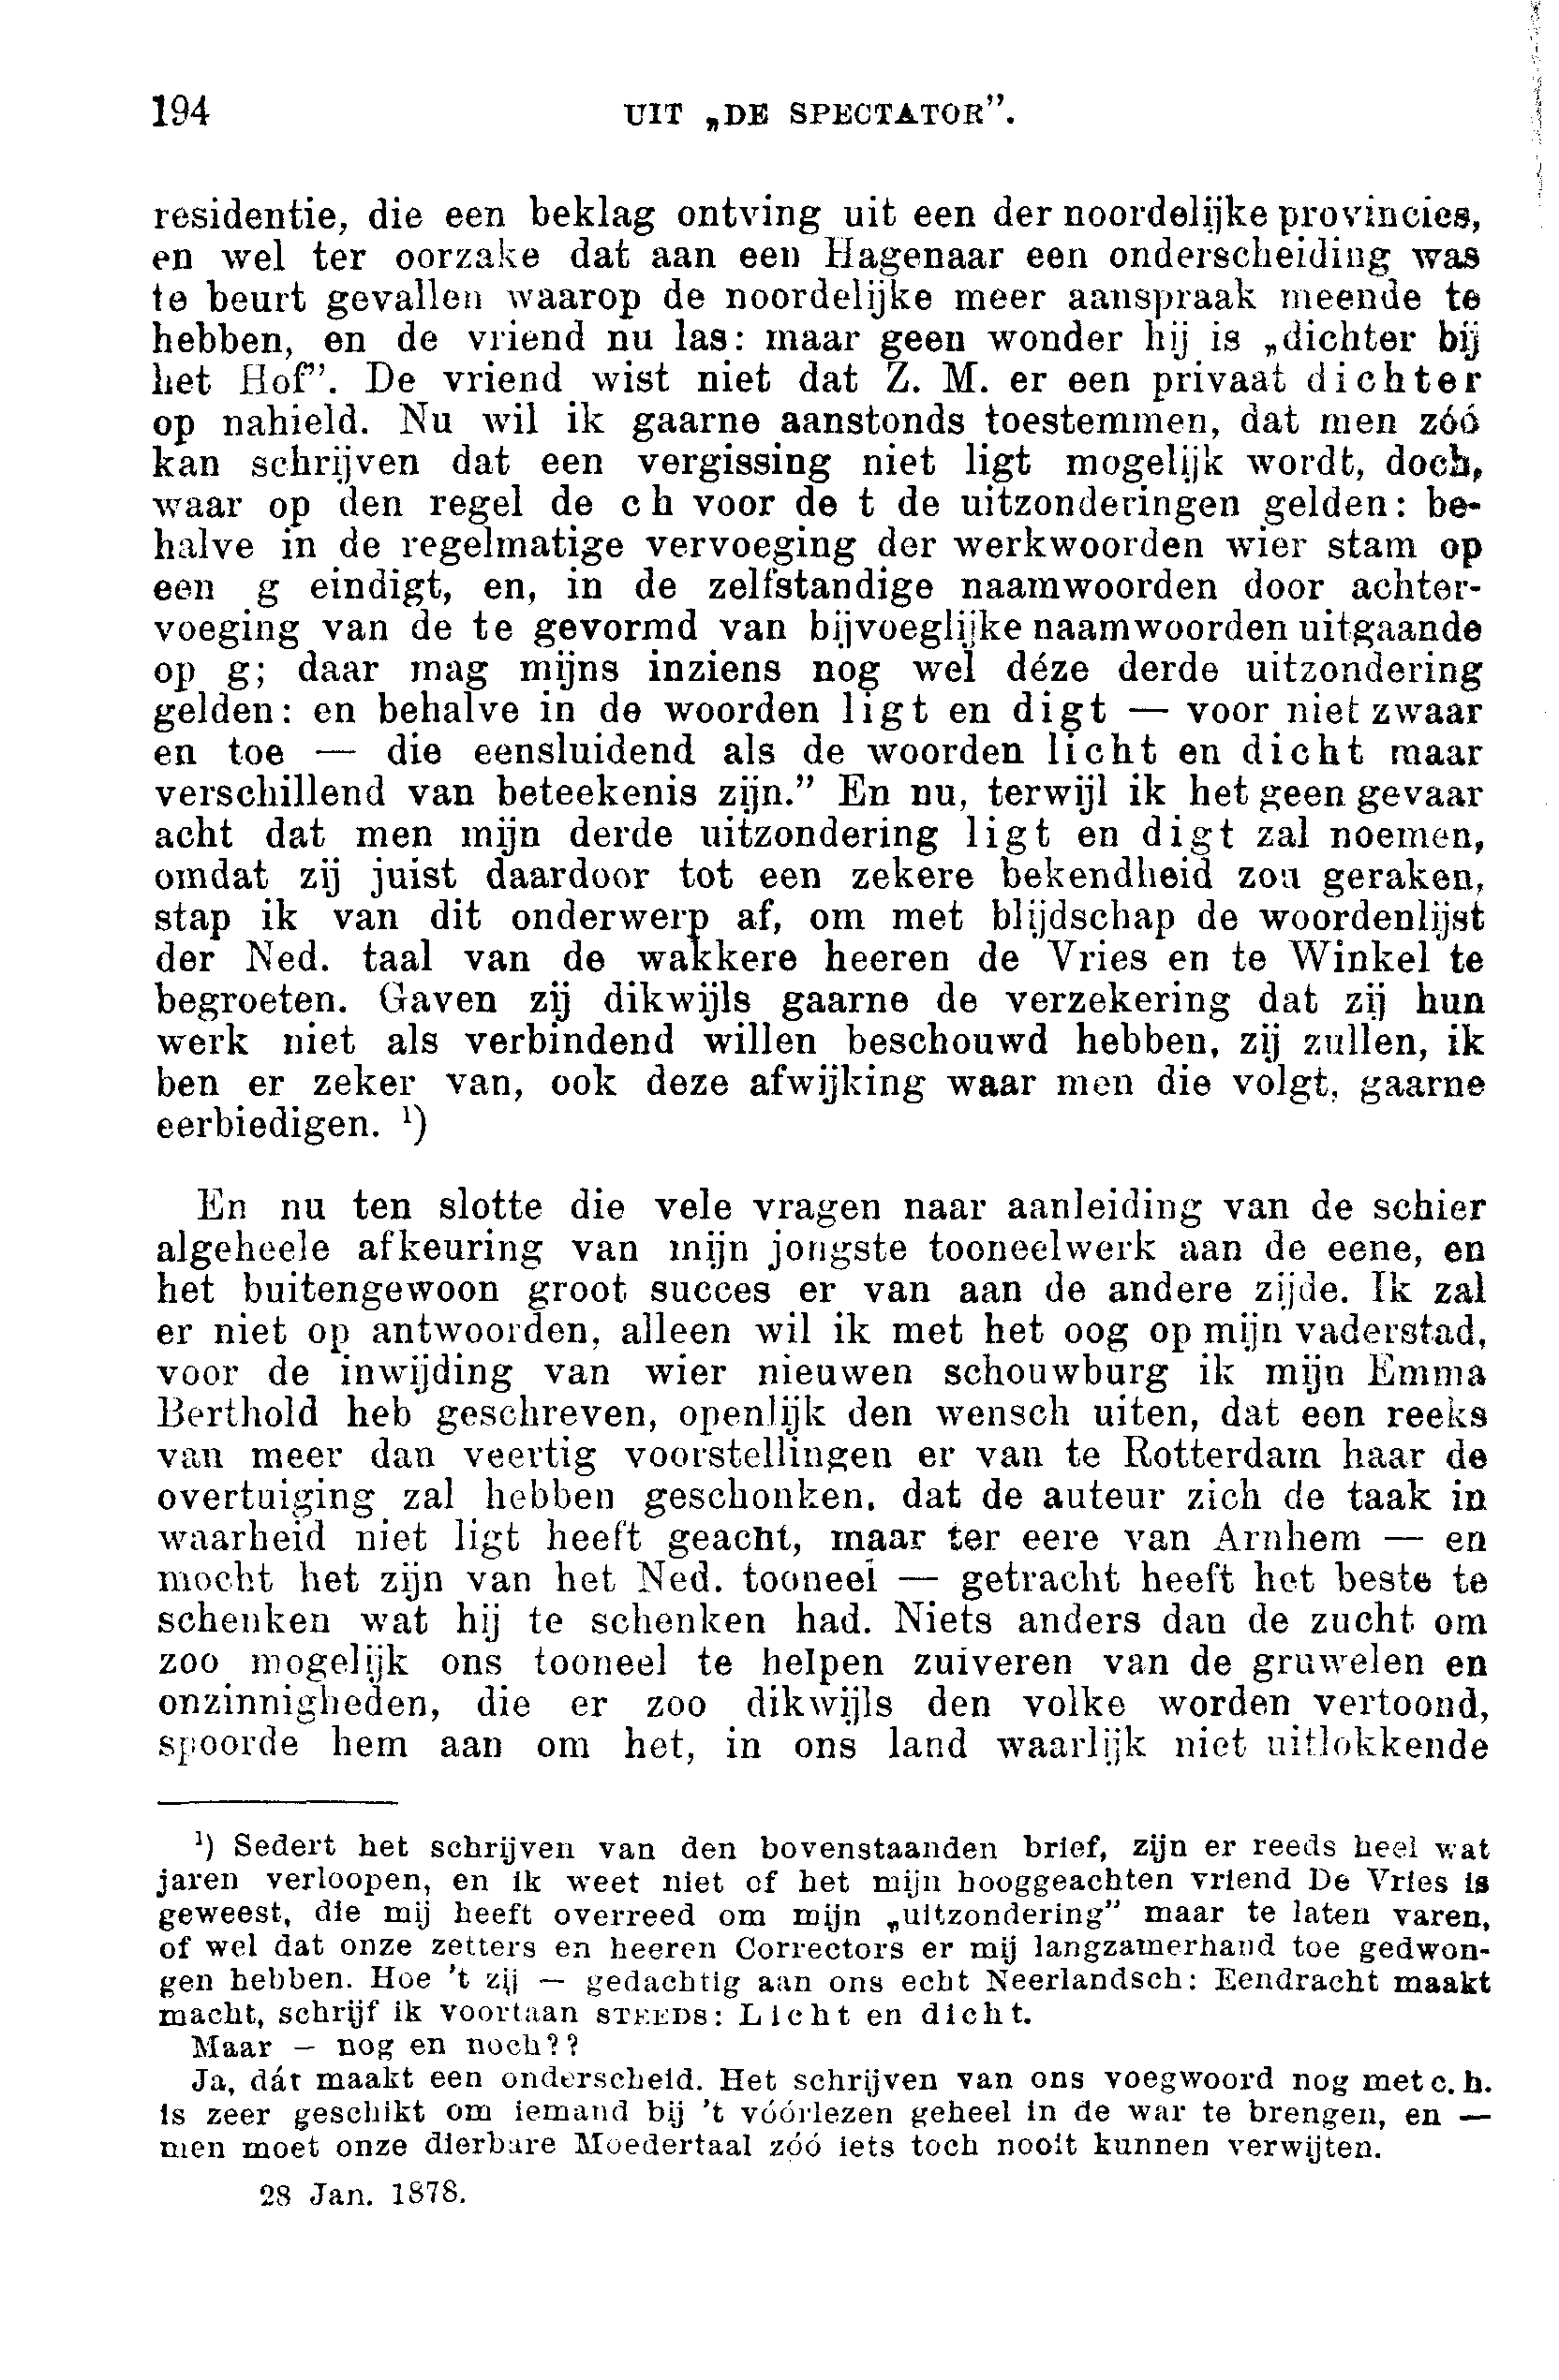 194 UIT „DE SPECTATOR”.
residentie, die een beklag ontving uit een der noordelijke provincies,
en wel ter oorzake dat aan een Hagenaar een onderscheiding was
te beurt gevallen waarop de noordelijke meer aanspraak meende te
hebben, en de vriend nu las: maar geen wonder hij is „dichter bij
het Hof”. De vriend wist niet dat Z. M. er een privaat dichter
op nahield. Nu wil ik gaarne aanstonds toestemmen, dat men zóó
kan schrijven dat een vergissing niet ligt mogelijk wordt, doch,
waar op den regel de ch voor de t de uitzonderingen gelden: be-
halve in de regelmatige vervoeging der werkwoorden wier stam op
een g eindigt, en, in de zelfstandige naamwoorden door achter-
voeging van de te gevormd van bijvoeglijke naamwoorden uitgaande
op g; daar mag mijns inziens nog wel déze derde uitzondering
gelden: en behalve in de woorden ligt en digt — voor niet zwaar
en toe — die eensluidend als de woorden licht en dicht maar
verschillend van beteekenis zijn.” En nu, terwijl ik het geen gevaar
acht dat men mijn derde uitzondering ligt en digt zal noemen,
omdat zij juist daardoor tot een zekere bekendheid zou geraken,
stap ik van dit onderwerp af, om met blijdschap de woordenlijst
der Ned. taal van de wakkere heeren de Vries en te Winkel te
begroeten. Gaven zij dikwijls gaarne de verzekering dat zij hun
werk niet als verbindend willen beschouwd hebben, zij zullen, ik
ben er zeker van, ook deze afwijking waar men die volgt, gaarne
eerbiedigen. ¹)
En nu ten slotte die vele vragen naar aanleiding van de schier
algeheele afkeuring van mijn jongste tooneelwerk aan de eene, en
het buitengewoon groot succes er van aan de andere zijde. Ik zal
er niet op antwoorden, alleen wil ik met het oog op mijn vaderstad,
voor de inwijding van wier nieuwen schouwburg ik mijn Emma
Berthold heb geschreven, openlijk den wensch uiten, dat een reeks
van meer dan veertig voorstellingen er van te Rotterdam haar de
overtuiging zal hebben geschonken, dat de auteur zich de taak in
waarheid niet ligt heeft geacht, maar ter eere van Arnhem — en
mocht het zijn van het Ned. tooneel — getracht heeft het beste te
schenken wat hij te schenken had. Niets anders dan de zucht om
zoo mogelijk ons tooneel te helpen zuiveren van de gruwelen en
onzinnigheden, die er zoo dikwijls den volke worden vertoond,
spoorde hem aan om het, in ons land waarlijk niet uitlokkende
¹) Sedert het schrijven van den bovenstaanden brief, zijn er reeds heel wat
jaren verloopen, en ik weet niet of het mijn hooggeachten vriend De Vries is
geweest, die mij heeft overreed om mijn „uitzondering” maar te laten varen,
of wel dat onze zetters en heeren Correctors er mij langzamerhand toe gedwon-
gen hebben. Hoe 't zij — gedachtig aan ons echt Neerlandsch: Eendracht maakt
macht, schrijf ik voortaan STEEDS: Licht en dicht.
Maar — nog en noch??
Ja, dát maakt een onderscheid. Het schrijven van ons voegwoord nog met c. h.
is zeer geschikt om iemand bij 't vóórlezen geheel in de war te brengen, en —
men moet onze dierbare Moedertaal zóó iets toch nooit kunnen verwijten.
28 Jan. 1878.